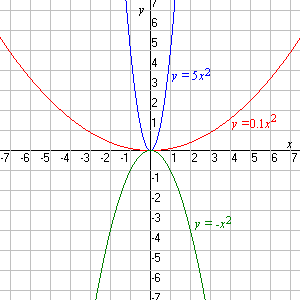 y
7
6
5
4
3
2
1
y = 5x²
y = 0.1x²
x
-7 -6 -5 -4 -3 -2 -1 1 2 3 4 5 6 7
-1
-2
-3
-4
-5
-6
-7
y = -x²